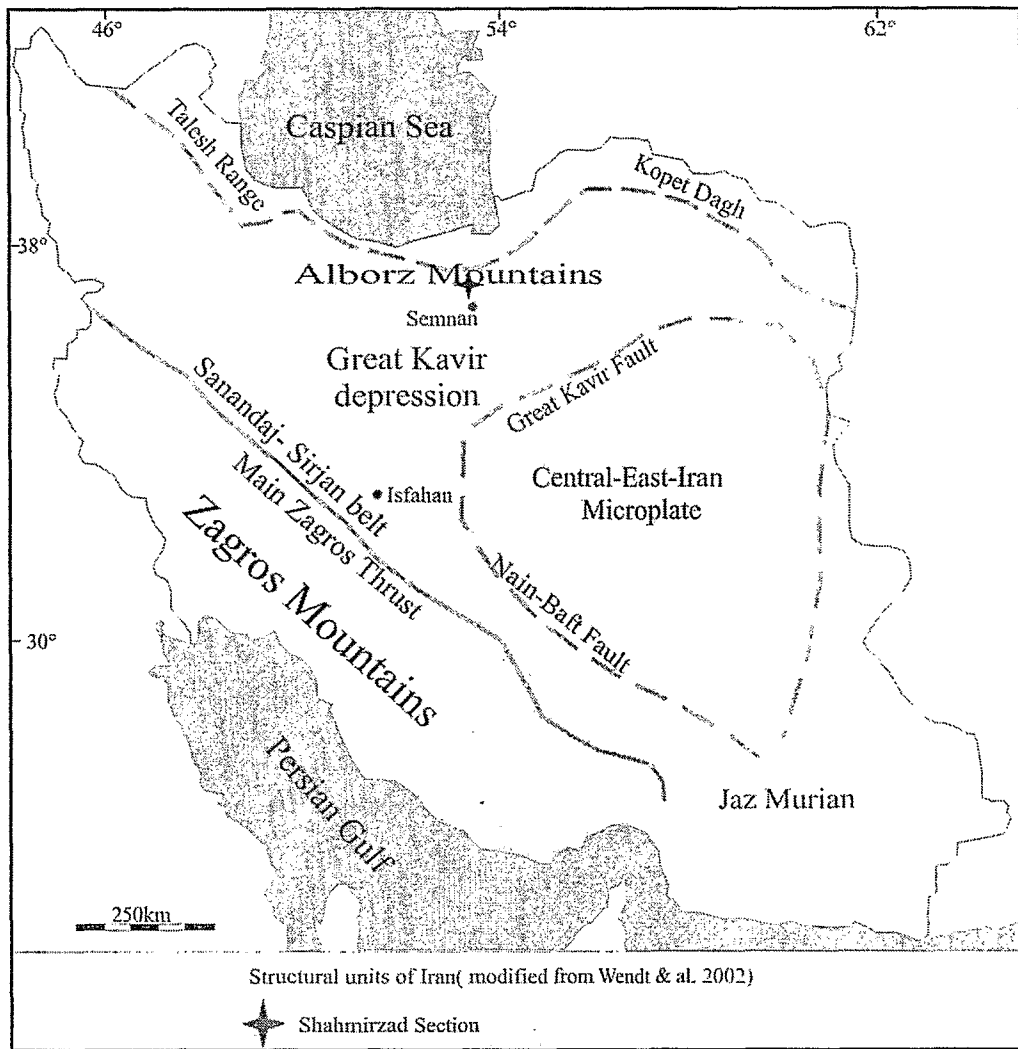 46°
54°
62°
Caspian Sea
Talesh Range
Kopet Dagh
38°
Alborz Mountains
Semnan
Great Kavir
depression
Great Kavir Fault
Sanandaj- Sirjan belt
Isfahan
Central-East-Iran
Microplate
Main Zagros Thrust
Zagros Mountains
Nain-Baft Fault
30°
Persian Gulf
Jaz Murian
250km
Structural units of Iran( modified from Wendt & al. 2002)
Shahmirzad Section